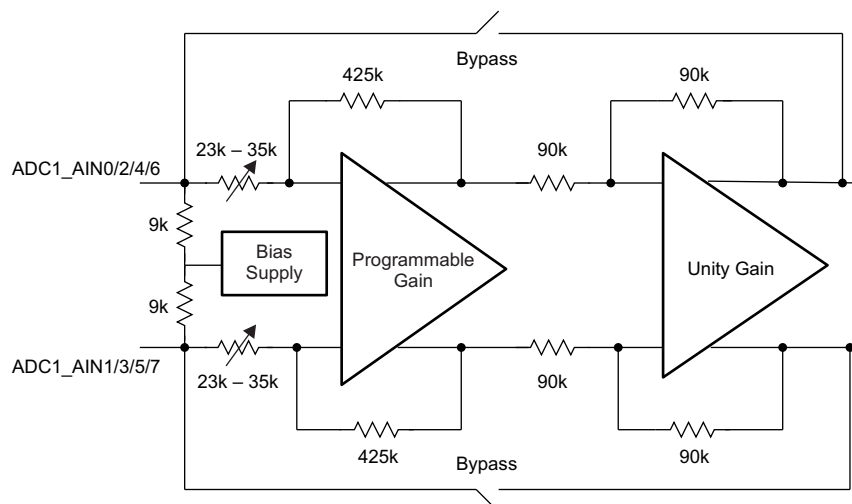 Bypass
425k
90k
23k – 35k
90k
ADC1_AIN0/2/4/6
9k
Bias
Supply
Programmable
Gain
Unity Gain
9k
ADC1_AIN1/3/5/7
23k – 35k
90k
425k
90k
Bypass